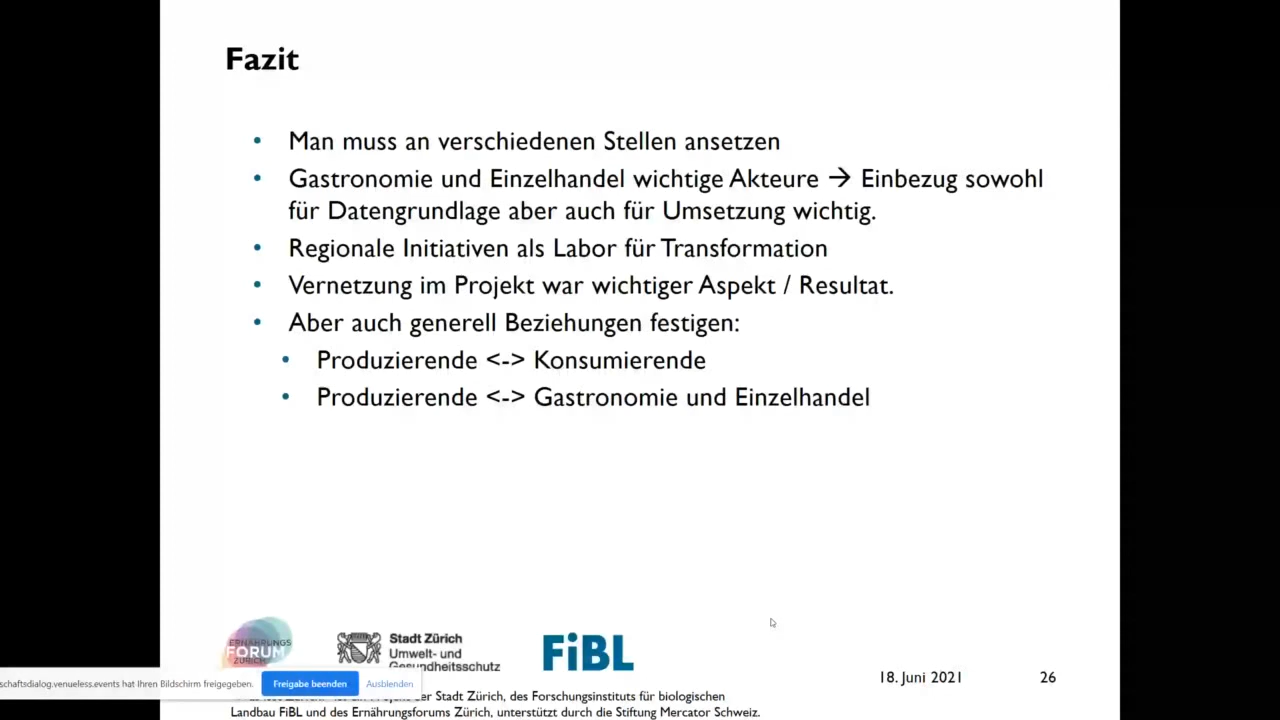 Fazit
• Man muss an verschiedenen Stellen ansetzen
• Gastronomie und Einzelhandel wichtige Akteure → Einbezug sowohl
für Datengrundlage aber auch für Umsetzung wichtig.
• Regionale Initiativen als Labor für Transformation
• Vernetzung im Projekt war wichtiger Aspekt / Resultat.
• Aber auch generell Beziehungen festigen:
• Produzierende <-> Konsumierende
• Produzierende <-> Gastronomie und Einzelhandel
ERNÄHRUNGS
FORUM
ZÜRICH
Stadt Zürich
Umwelt- und
Gesundheitsschutz
FiBL
schaftsdialog.venueless.events hat Ihren Bildschirm freigegeben.
Freigabe beenden
Ausblenden
18. Juni 2021
26
der Stadt Zürich, des Forschungsinstituts für biologischen
Landbau FiBL und des Ernährungsforums Zürich, unterstützt durch die Stiftung Mercator Schweiz.